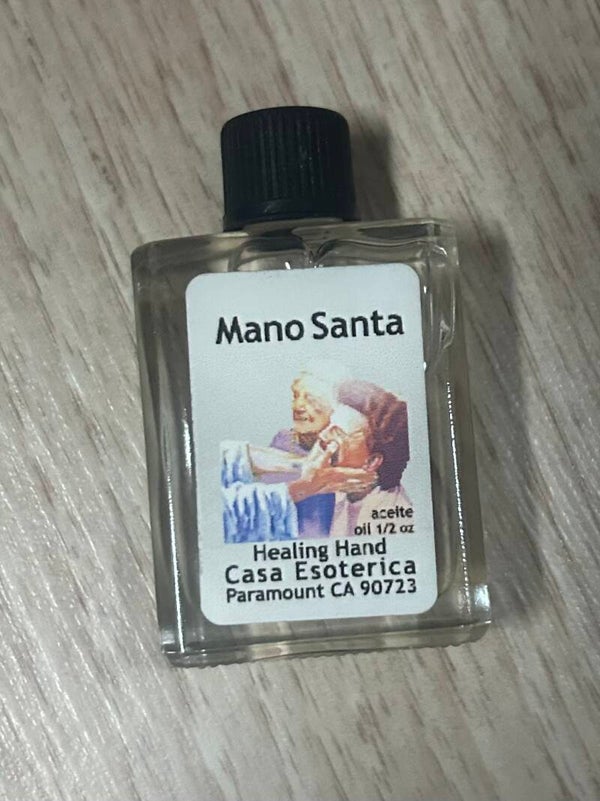 Mano Santa
aceite
oil 1/2 oz
Healing Hand
Casa Esoterica
Paramount CA 90723